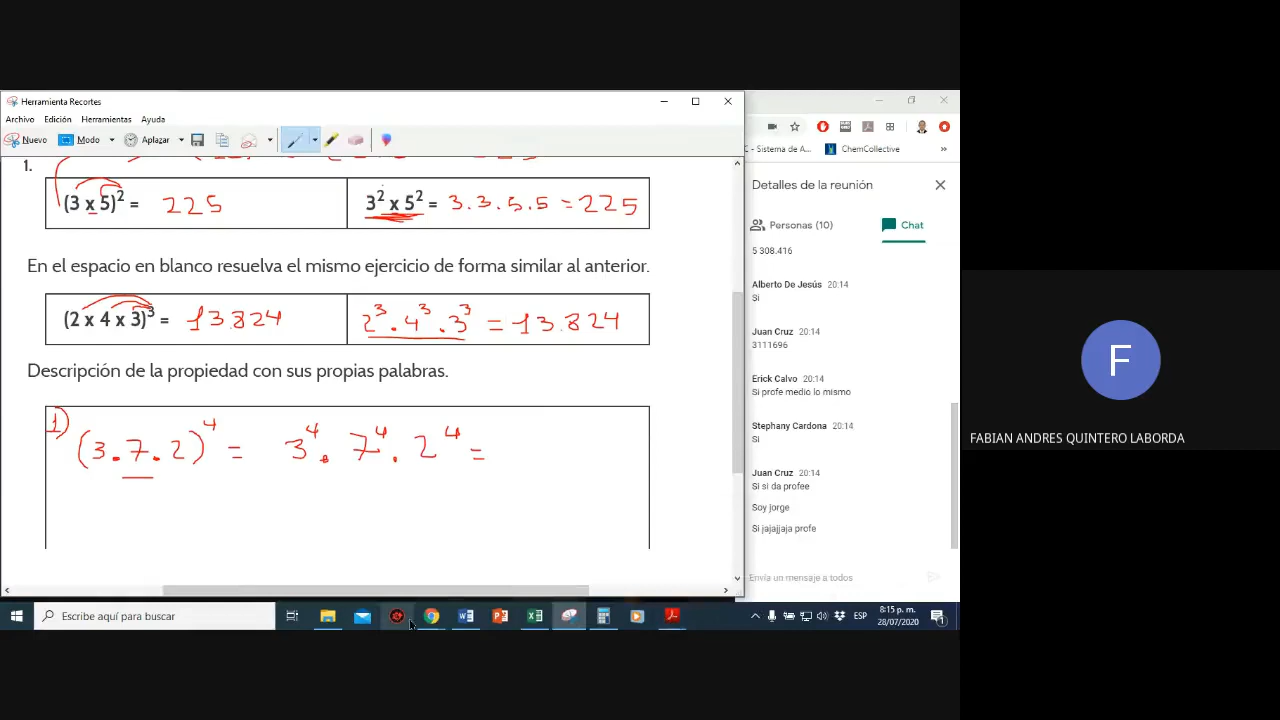 Herramienta Recortes
Archivo Edición Herramientas Ayuda
Nuevo Modo Aplazar
1.
(3 x 5)² = 225
3² x 5² = 3.3.5.5 = 225
En el espacio en blanco resuelva el mismo ejercicio de forma similar al anterior.
(2 x 4 x 3)³ = 13.824
2³ . 4³ . 3³ = 13.824
Descripción de la propiedad con sus propias palabras.
1) (3.7.2)⁴ = 3⁴ . 7⁴ . 2⁴ =
C - Sistema de A... ChemCollective »
Detalles de la reunión
Personas (10) Chat
5 308.416
Alberto De Jesús 20:14
Si
Juan Cruz 20:14
3111696
Erick Calvo 20:14
Si profe medio lo mismo
Stephany Cardona 20:14
Si
Juan Cruz 20:14
Si si da profee
Soy jorge
Si jajajjaja profe
Envía un mensaje a todos
F
FABIAN ANDRES QUINTERO LABORDA
Escribe aquí para buscar
ESP
8:15 p. m.
28/07/2020